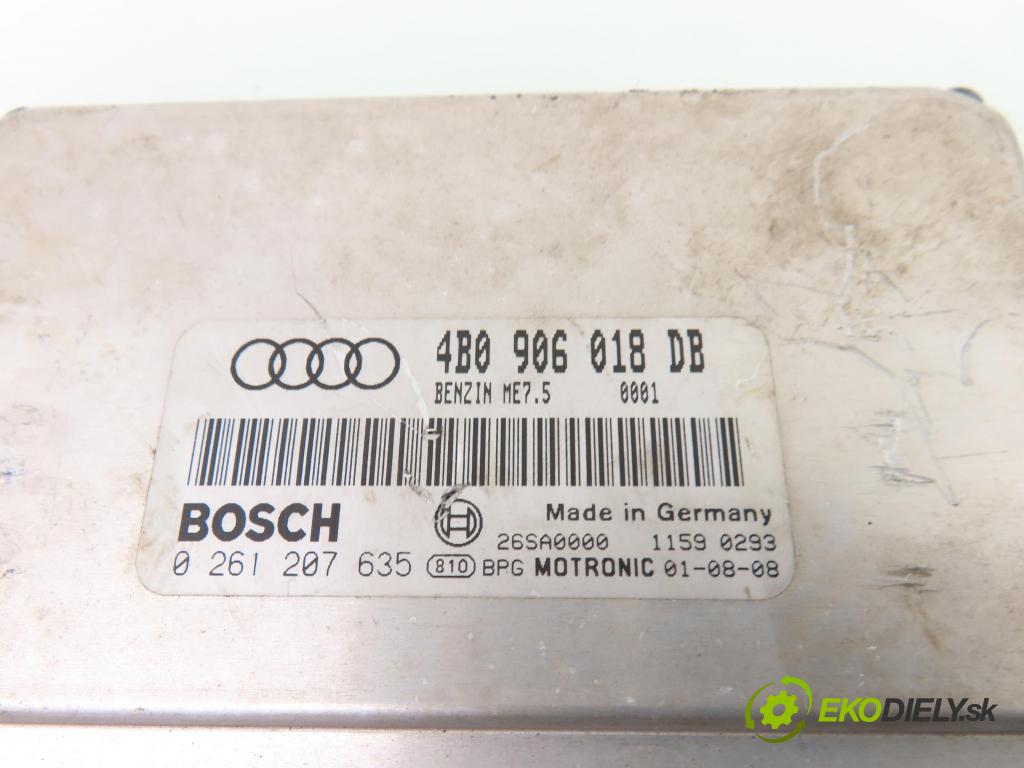 4B0 906 018 DB
BENZIN ME7.5 0001
BOSCH Made in Germany
26SA0000 1159 0293
0 261 207 635 810 BPG MOTRONIC 01-08-08
EKODIELY.sk